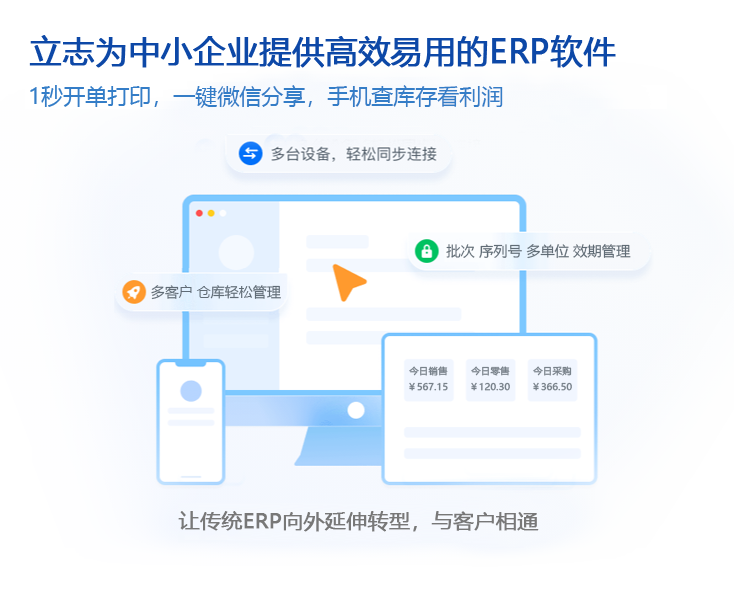 立志为中小企业提供高效易用的ERP软件
1秒开单打印，一键微信分享，手机查库存看利润
多台设备，轻松同步连接
批次 序列号 多单位 效期管理
多客户 仓库轻松管理
今日销售 今日零售 今日采购
¥567.15 ¥120.30 ¥366.50
让传统ERP向外延伸转型，与客户相通